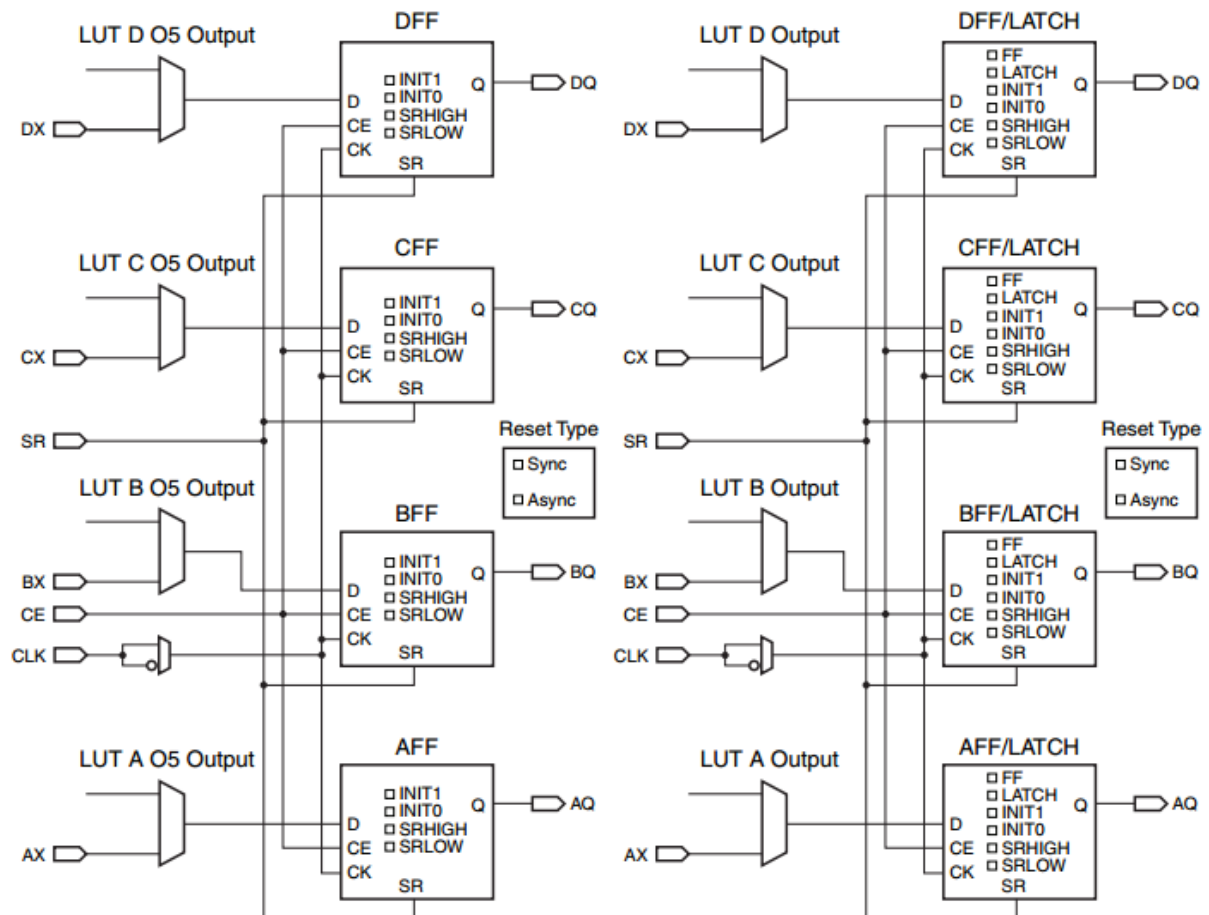 DFF
LUT D O5 Output
INIT1
INIT0
SRHIGH
SRLOW
D
CE
CK
SR
Q
DQ
DX
CFF
LUT C O5 Output
INIT1
INIT0
SRHIGH
SRLOW
D
CE
CK
SR
Q
CQ
CX
SR
Reset Type
Sync
Async
BFF
LUT B O5 Output
INIT1
INIT0
SRHIGH
SRLOW
D
CE
CK
SR
Q
BQ
BX
CE
CLK
AFF
LUT A O5 Output
INIT1
INIT0
SRHIGH
SRLOW
D
CE
CK
SR
Q
AQ
AX
DFF/LATCH
LUT D Output
FF
LATCH
INIT1
INIT0
SRHIGH
SRLOW
D
CE
CK
SR
Q
DQ
DX
CFF/LATCH
LUT C Output
FF
LATCH
INIT1
INIT0
SRHIGH
SRLOW
D
CE
CK
SR
Q
CQ
CX
SR
Reset Type
Sync
Async
BFF/LATCH
LUT B Output
FF
LATCH
INIT1
INIT0
SRHIGH
SRLOW
D
CE
CK
SR
Q
BQ
BX
CE
CLK
AFF/LATCH
LUT A Output
FF
LATCH
INIT1
INIT0
SRHIGH
SRLOW
D
CE
CK
SR
Q
AQ
AX